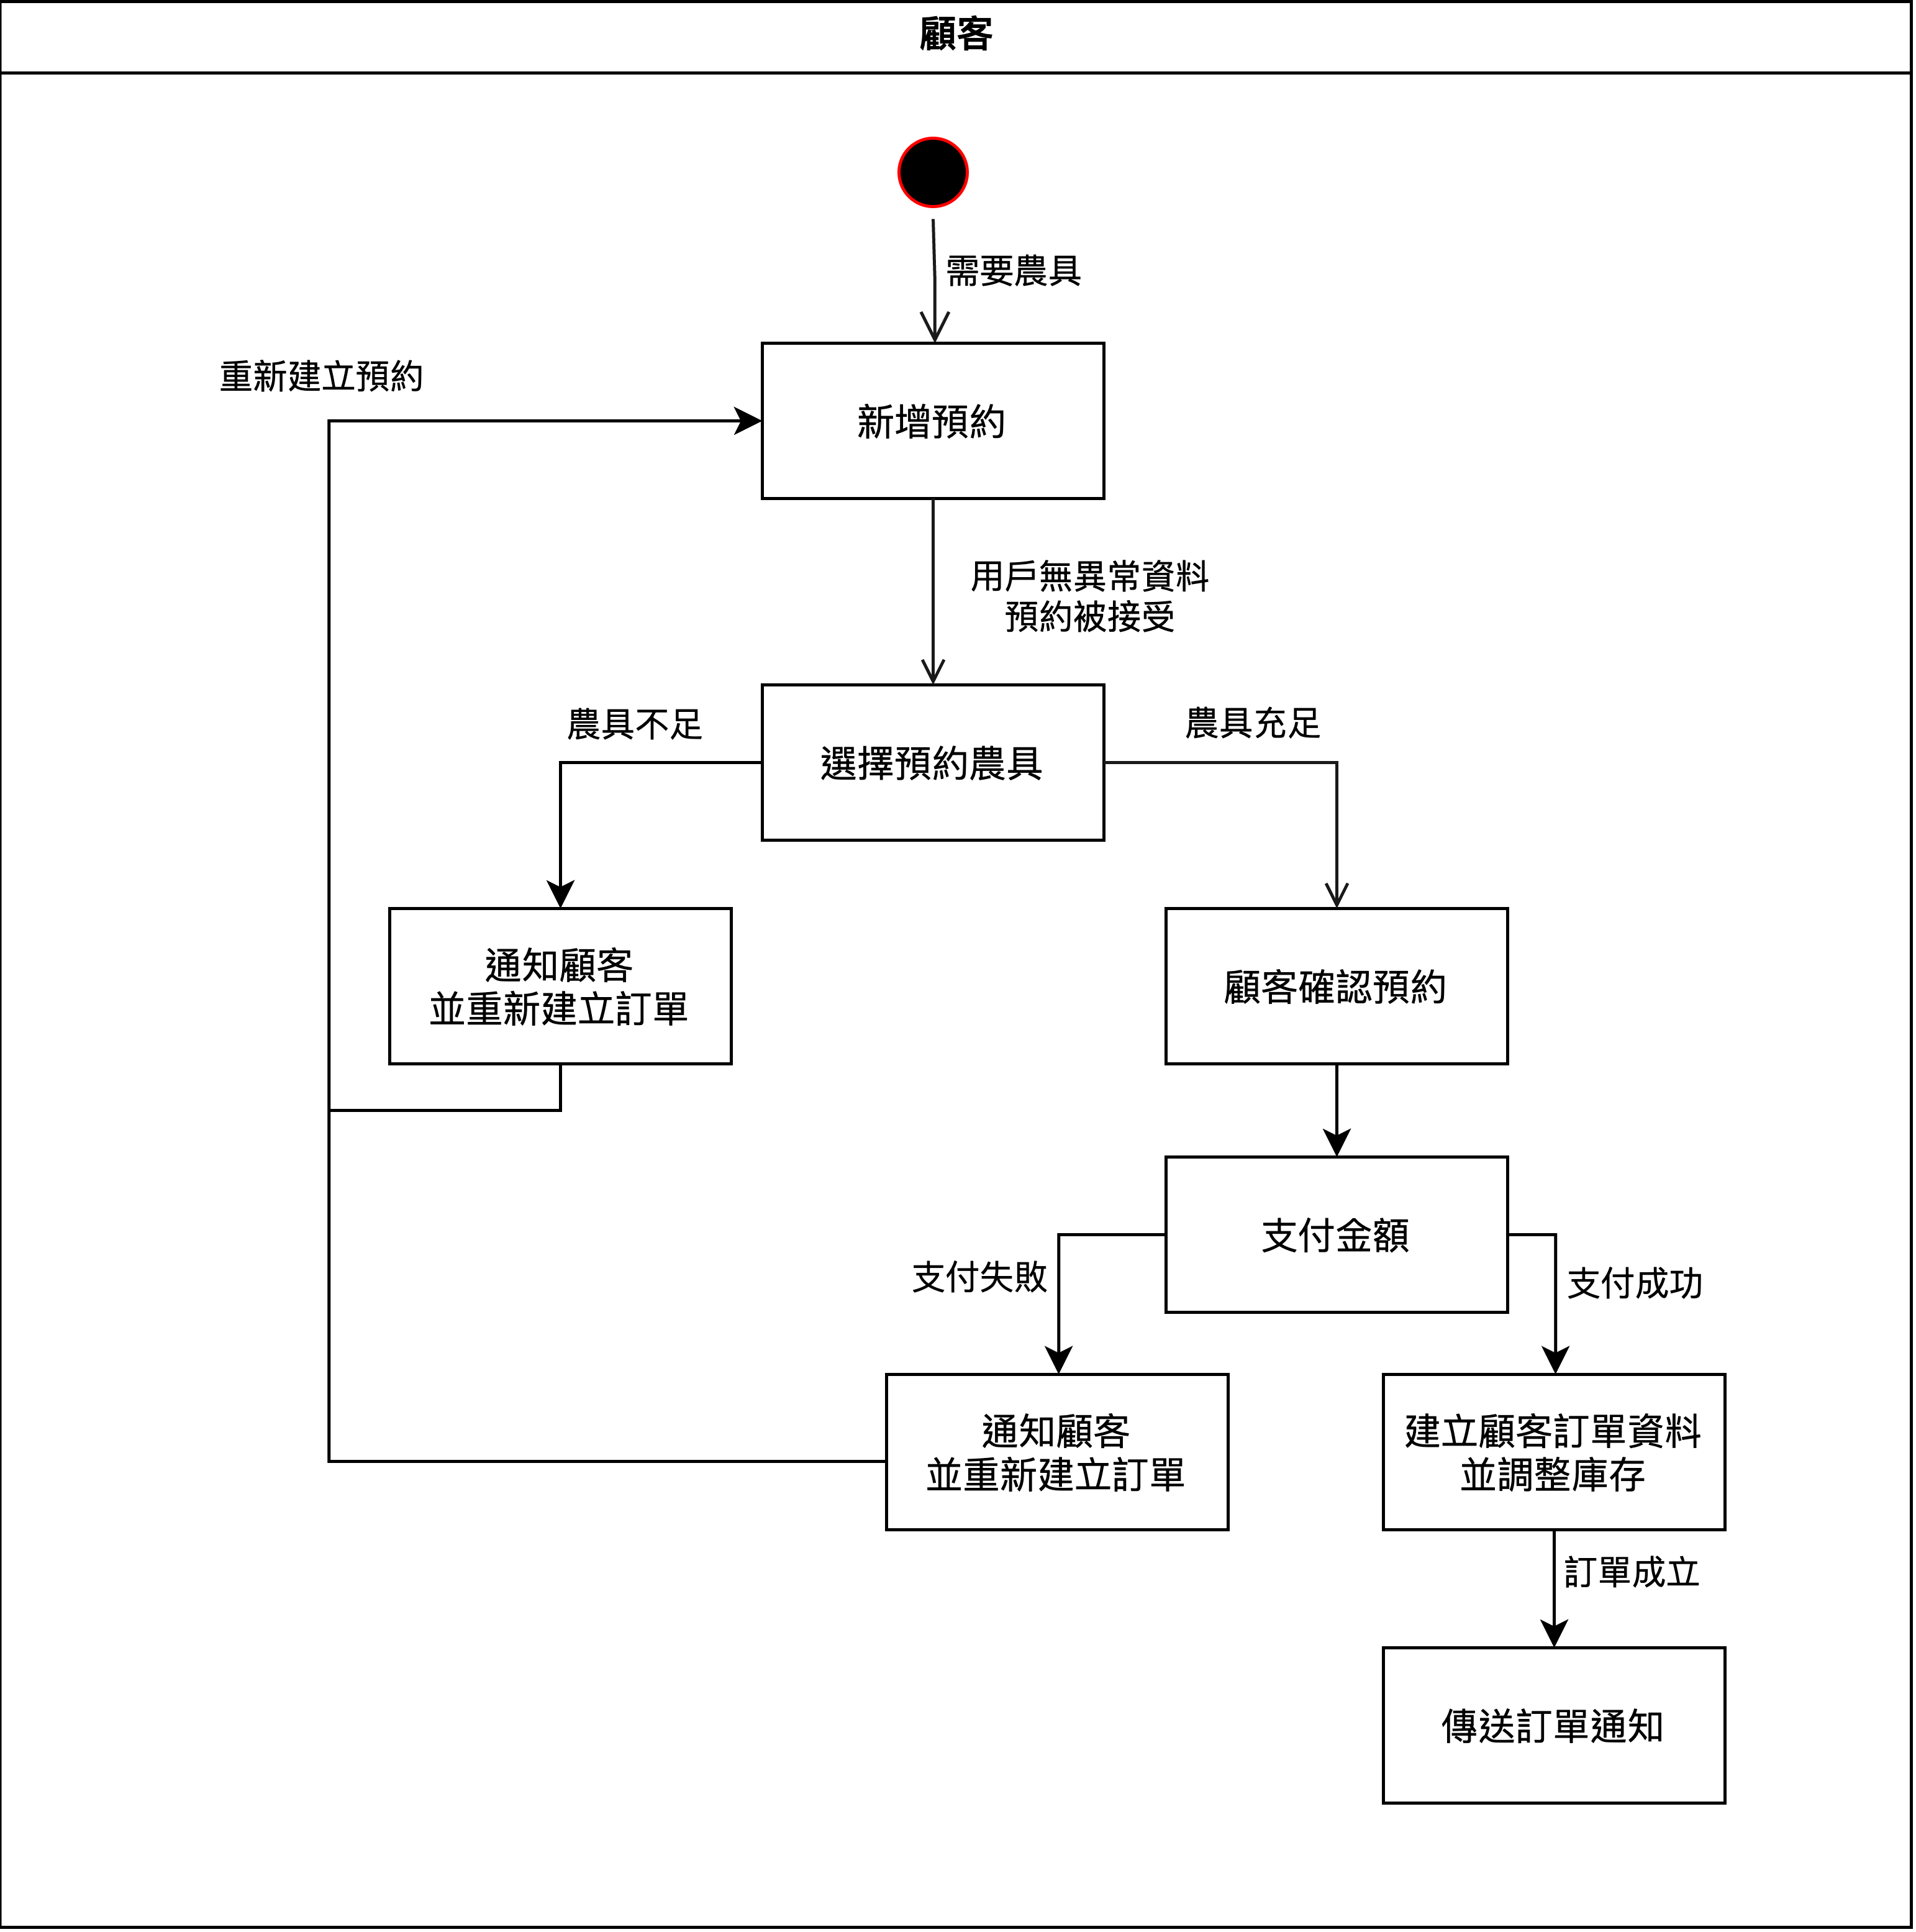 顧客
需要農具
重新建立預約
新增預約
用戶無異常資料
預約被接受
農具不足
農具充足
選擇預約農具
通知顧客
並重新建立訂單
顧客確認預約
支付金額
支付失敗
支付成功
通知顧客
並重新建立訂單
建立顧客訂單資料
並調整庫存
訂單成立
傳送訂單通知